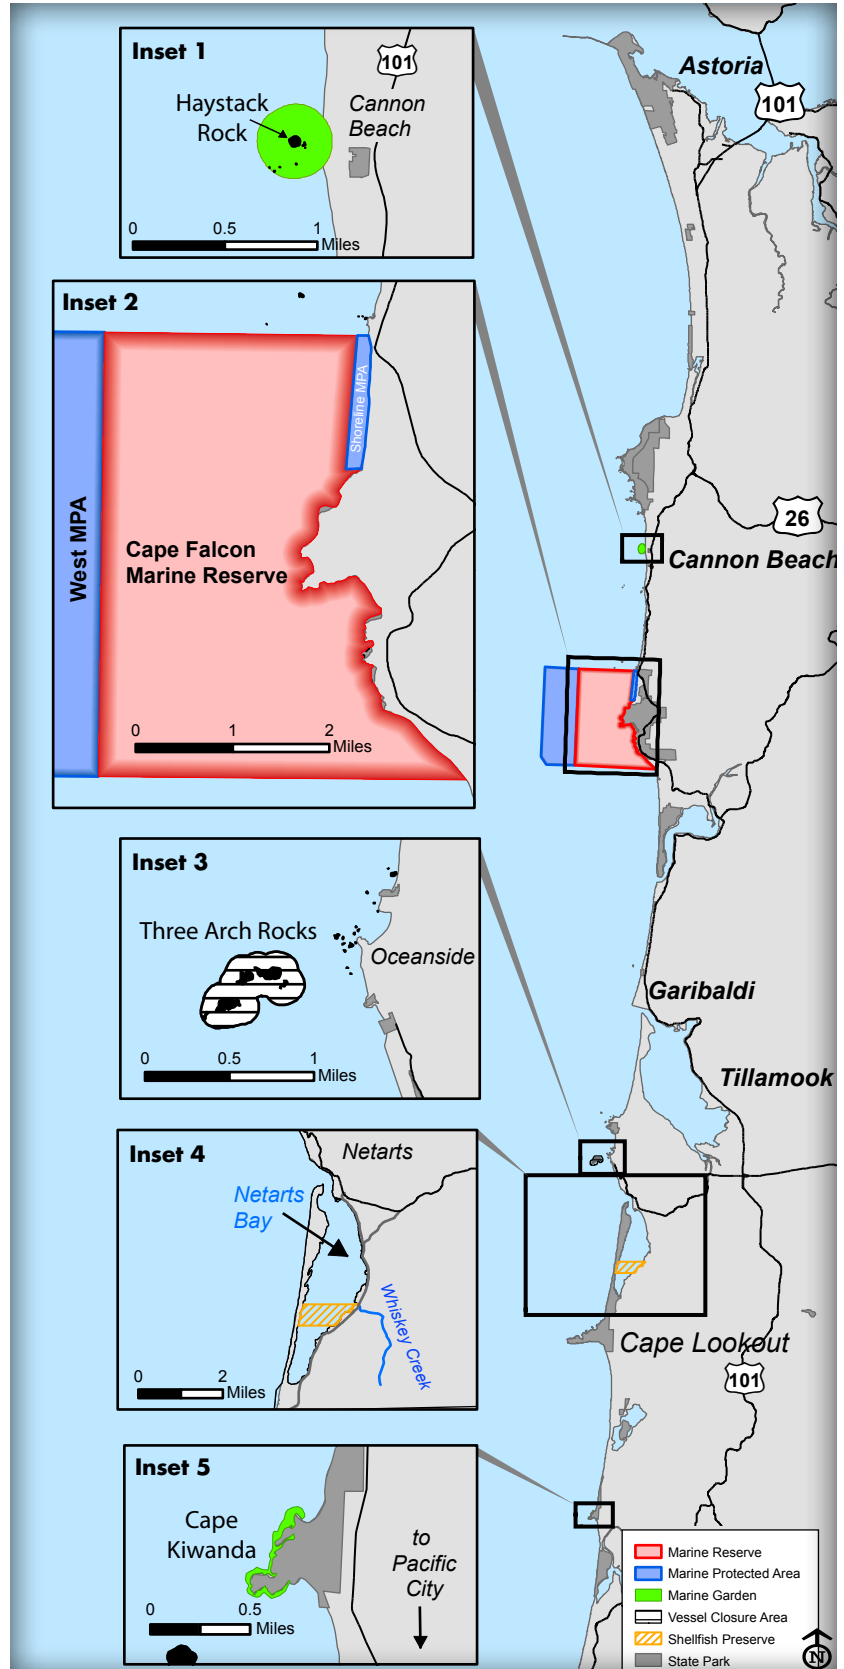 Inset 1
101
Haystack
Rock
Cannon
Beach
0 0.5 1
Miles
Inset 2
Shoreline MPA
West MPA
Cape Falcon
Marine Reserve
0 1 2
Miles
Inset 3
Three Arch Rocks
Oceanside
0 0.5 1
Miles
Inset 4
Netarts
Netarts
Bay
Whiskey Creek
0 2
Miles
Inset 5
Cape
Kiwanda
to
Pacific
City
0 0.5
Miles
Astoria
101
26
Cannon Beach
Garibaldi
Tillamook
Cape Lookout
101
Marine Reserve
Marine Protected Area
Marine Garden
Vessel Closure Area
Shellfish Preserve
State Park
N